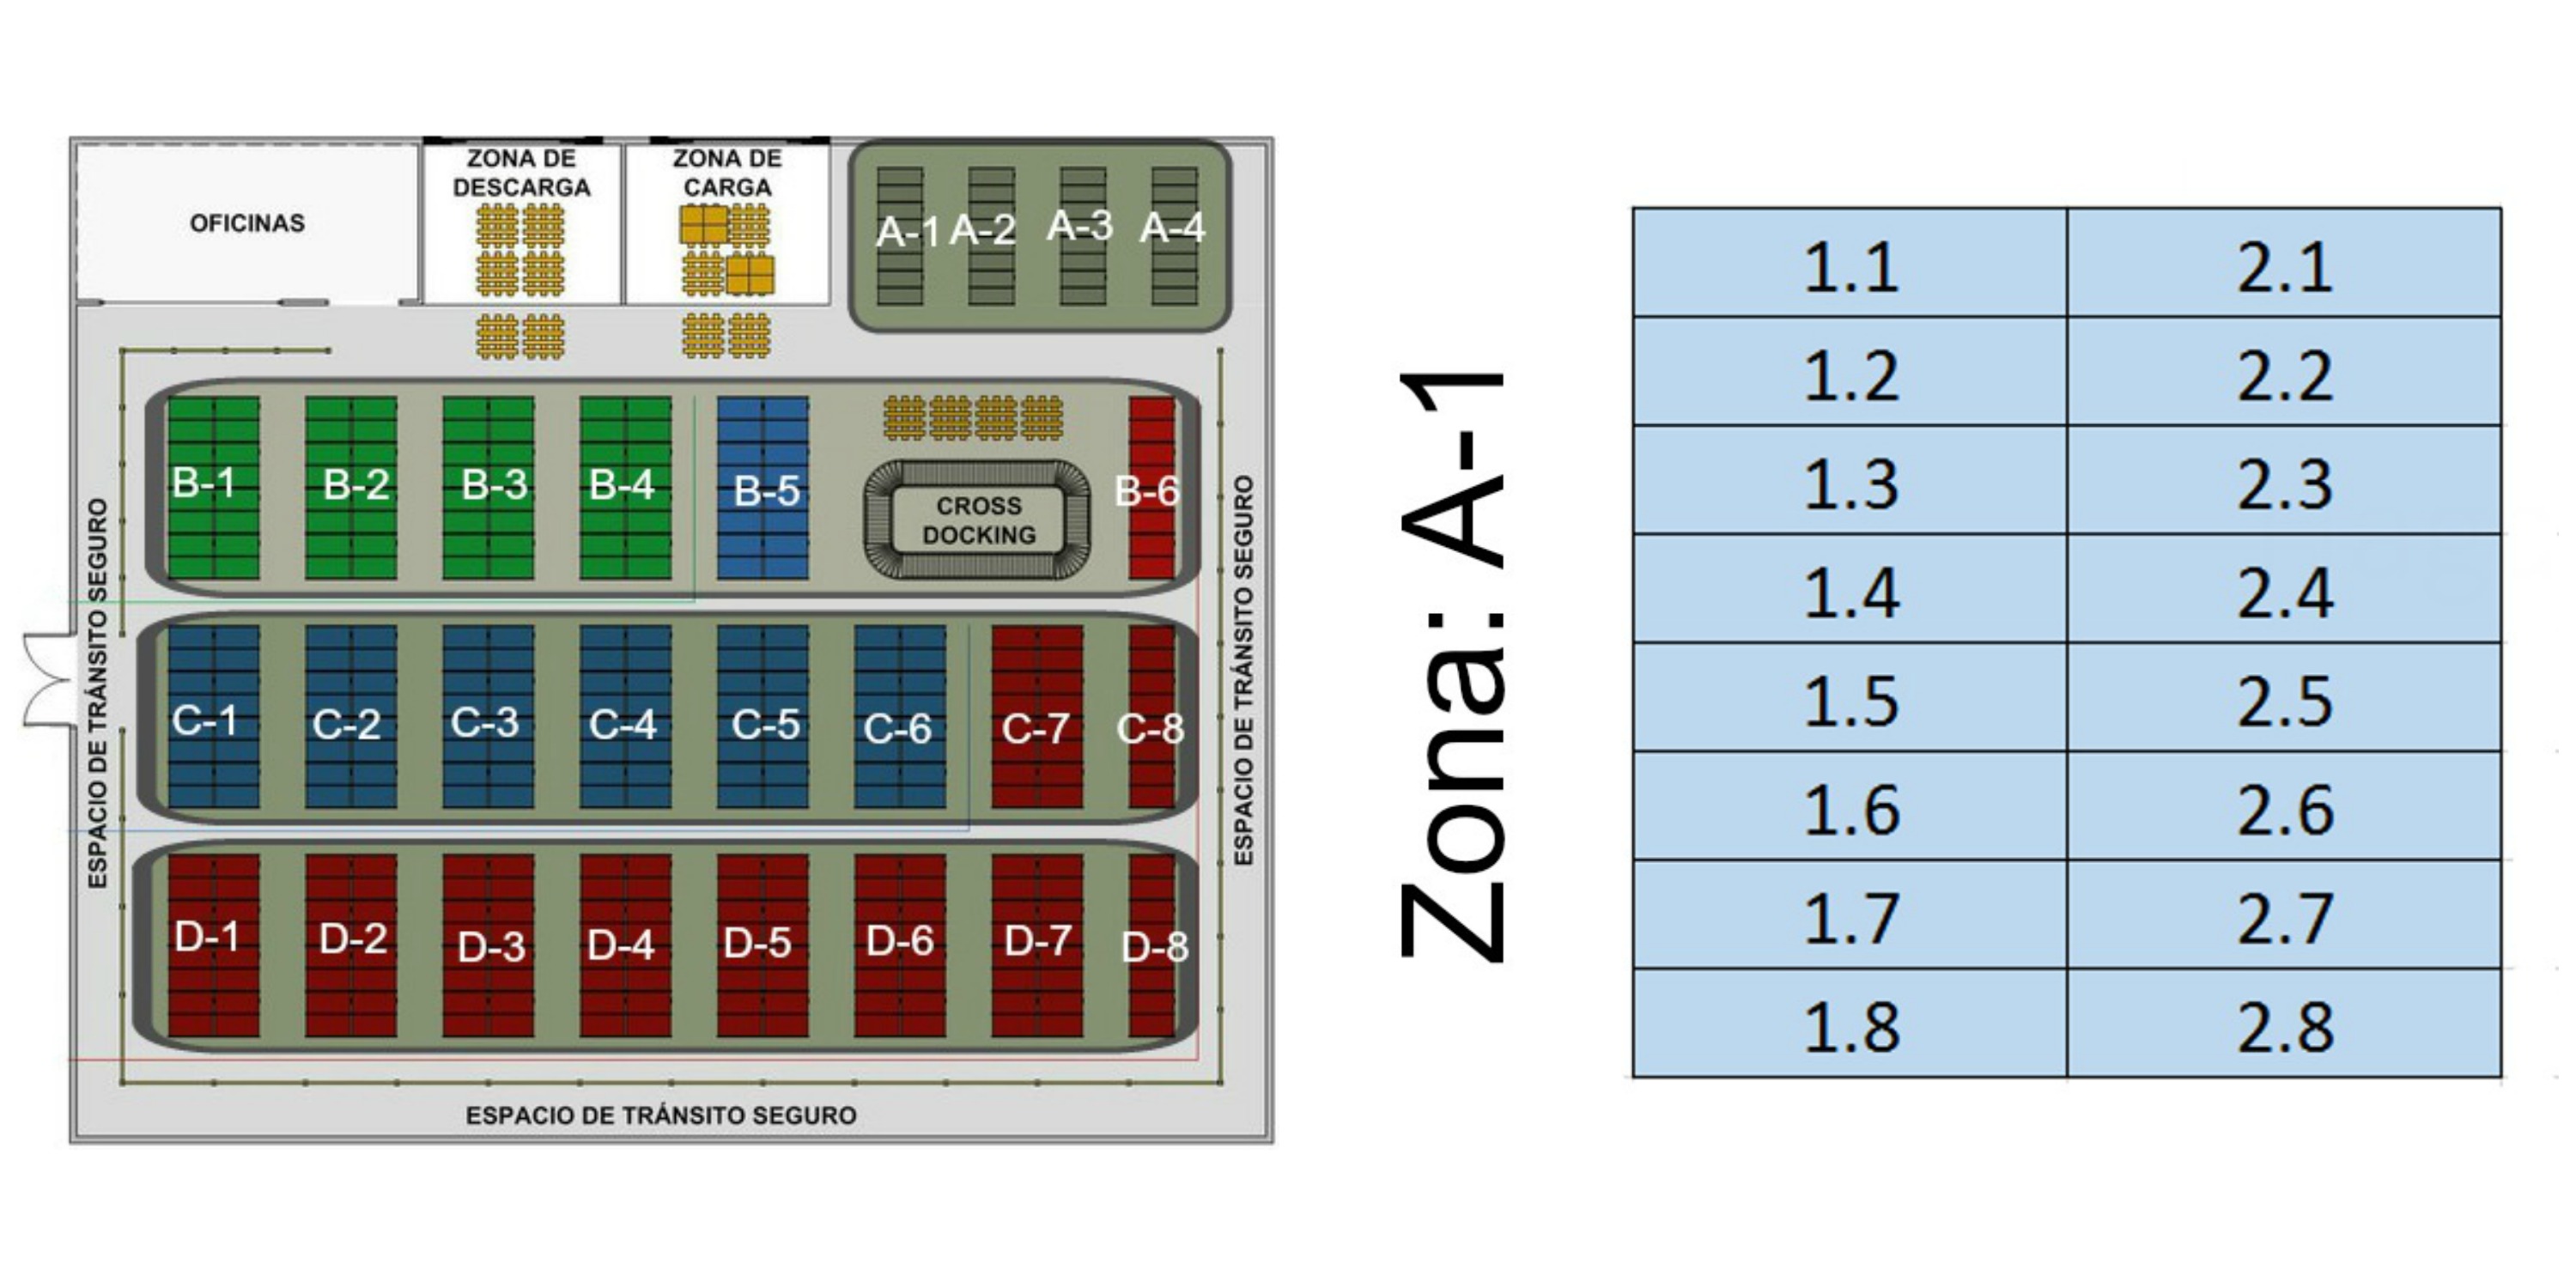 OFICINAS
ZONA DE
DESCARGA
ZONA DE
CARGA
A-1 A-2 A-3 A-4
B-1 B-2 B-3 B-4 B-5 B-6
CROSS
DOCKING
C-1 C-2 C-3 C-4 C-5 C-6 C-7 C-8
D-1 D-2 D-3 D-4 D-5 D-6 D-7 D-8
ESPACIO DE TRÁNSITO SEGURO
ESPACIO DE TRÁNSITO SEGURO
ESPACIO DE TRÁNSITO SEGURO
Zona: A-1
1.1 2.1
1.2 2.2
1.3 2.3
1.4 2.4
1.5 2.5
1.6 2.6
1.7 2.7
1.8 2.8